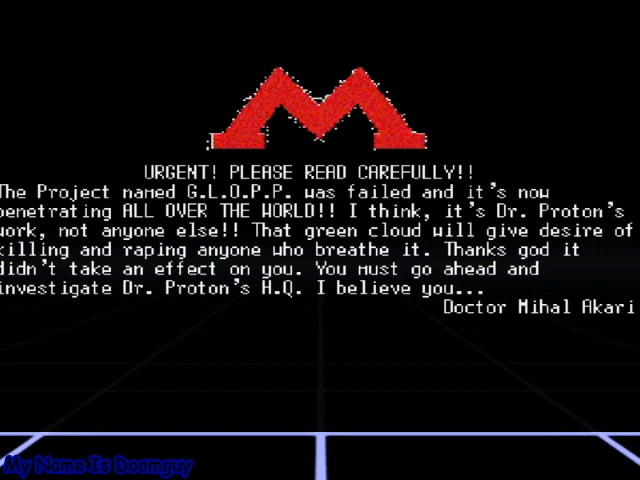 M
URGENT! PLEASE READ CAREFULLY!!
The Project named G.L.O.P.P. was failed and it's now
penetrating ALL OVER THE WORLD!! I think, it's Dr. Proton's
work, not anyone else!! That green cloud will give desire of
killing and raping anyone who breathe it. Thanks god it
didn't take an effect on you. You must go ahead and
investigate Dr. Proton's H.Q. I believe you...
Doctor Mihal Akari
My Name Is Doomguy